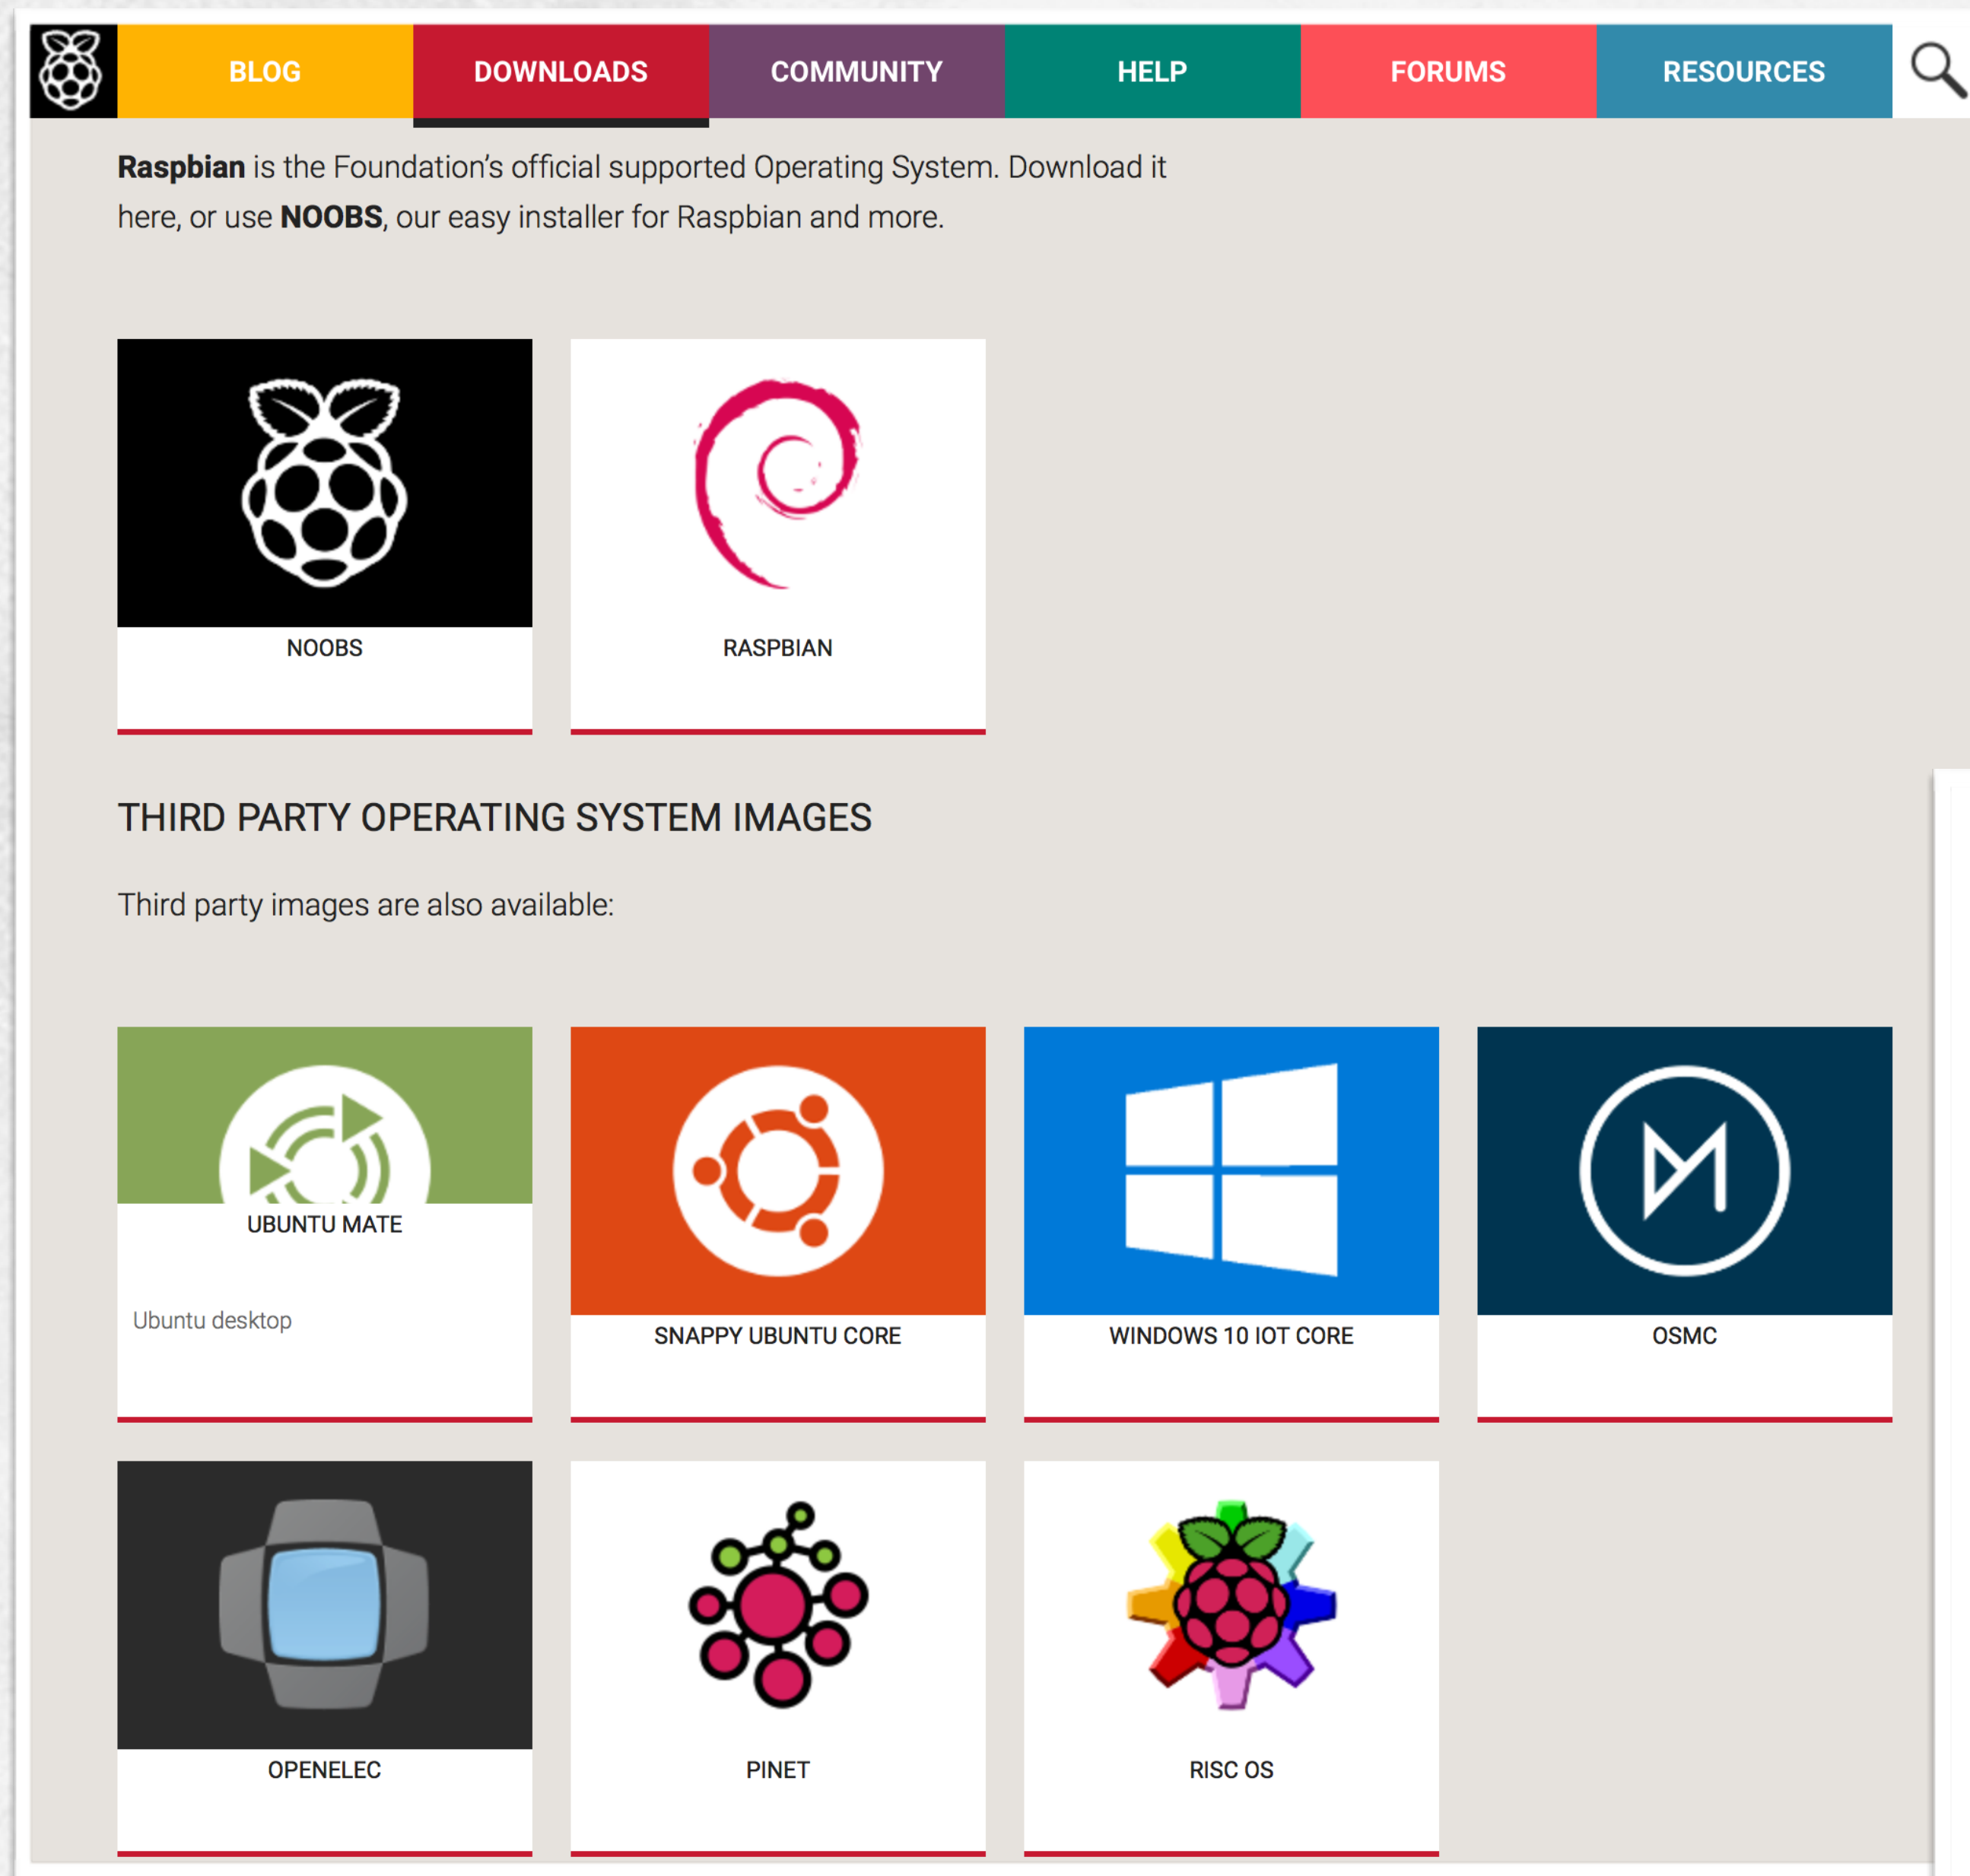 BLOG
DOWNLOADS
COMMUNITY
HELP
FORUMS
RESOURCES
Raspbian is the Foundation’s official supported Operating System. Download it
here, or use NOOBS, our easy installer for Raspbian and more.
NOOBS
RASPBIAN
THIRD PARTY OPERATING SYSTEM IMAGES
Third party images are also available:
UBUNTU MATE
Ubuntu desktop
SNAPPY UBUNTU CORE
WINDOWS 10 IOT CORE
OSMC
OPENELEC
PINET
RISC OS